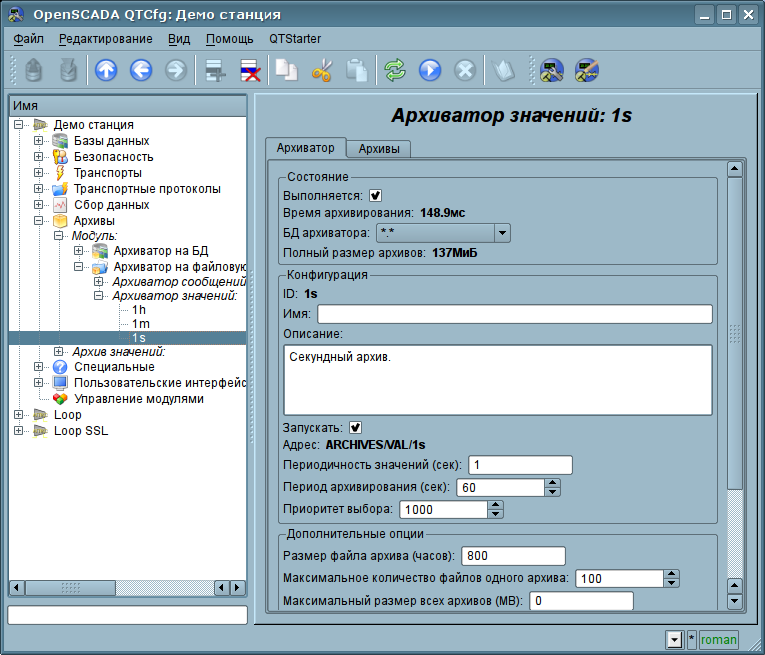 OpenSCADA QTCfg: Демо станция
Файл Редактирование Вид Помощь QTStarter
Имя
Демо станция
Базы данных
Безопасность
Транспорты
Транспортные протоколы
Сбор данных
Архивы
Модуль:
Архиватор на БД
Архиватор на файловую
Архиватор сообщений
Архиватор значений:
1h
1m
1s
Архив значений:
Специальные
Пользовательские интерфейс
Управление модулями
Loop
Loop SSL
Архиватор значений: 1s
Архиватор Архивы
Состояние
Выполняется:
Время архивирования: 148.9мс
БД архиватора: *.*
Полный размер архивов: 137МиБ
Конфигурация
ID: 1s
Имя:
Описание:
Секундный архив.
Запускать:
Адрес: ARCHIVES/VAL/1s
Периодичность значений (сек): 1
Период архивирования (сек): 60
Приоритет выбора: 1000
Дополнительные опции
Размер файла архива (часов): 800
Максимальное количество файлов одного архива: 100
Максимальный размер всех архивов (MB): 0
* roman